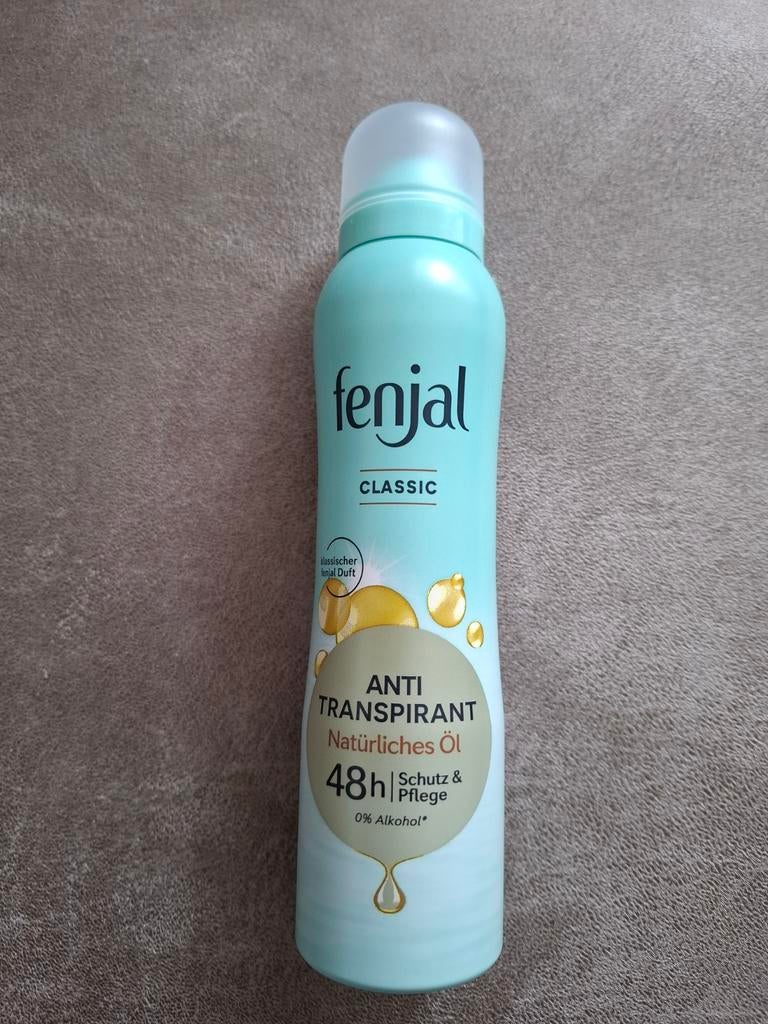 fenjal
CLASSIC
klassischer
fenjal Duft
ANTI
TRANSPIRANT
Natürliches Öl
48h
Schutz &
Pflege
0% Alkohol*